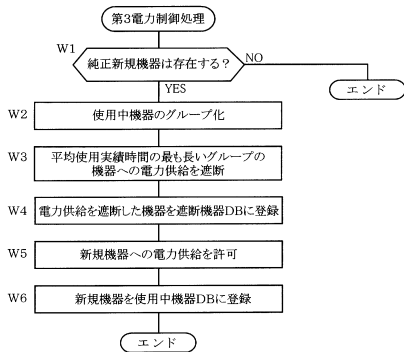 第3電力制御処理
W1
純正新規機器は存在する？
NO
YES
エンド
W2
使用中機器のグループ化
W3
平均使用実績時間の最も長いグループの
機器への電力供給を遮断
W4
電力供給を遮断した機器を遮断機器DBに登録
W5
新規機器への電力供給を許可
W6
新規機器を使用中機器DBに登録
エンド